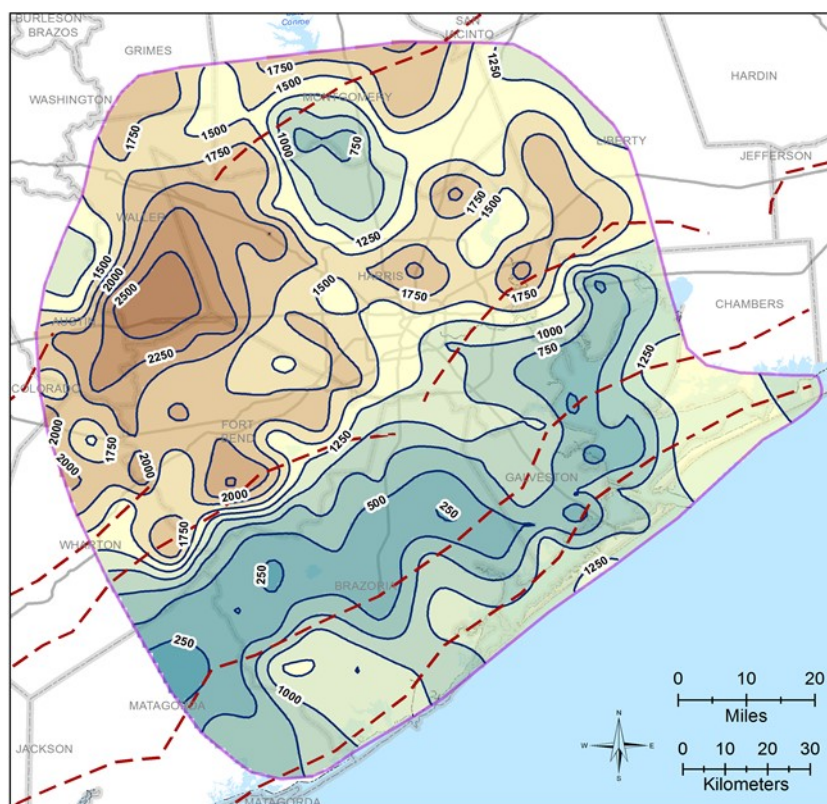 BURLESON
BRAZOS
Conroe
SAN
JACINTO
GRIMES
1250
HARDIN
1750
WASHINGTON
1500
MONTGOMERY
1750
1500
1000
750
LIBERTY
JEFFERSON
1750
1750
1500
WALLER
1250
1500
2000
HARRIS
2500
1500
1750
1750
CHAMBERS
AUSTIN
1000
2250
750
1250
COLORADO
FORT
BEND
2000
1750
1250
2000
2000
GALVESTON
2000
500
250
1750
WHARTON
1250
250
BRAZORIA
250
1000
MATAGORDA
JACKSON
MATAGORDA
N
W E
S
0 10 20
Miles
0 10 20 30
Kilometers